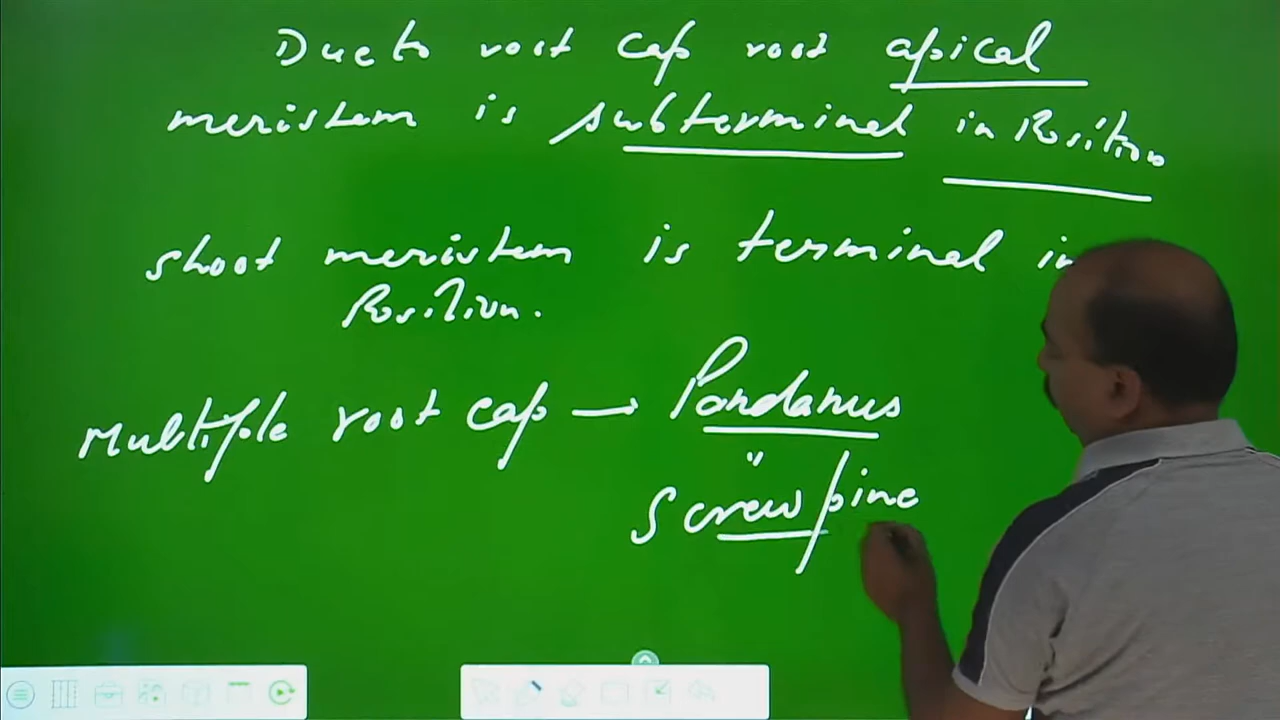 Due to root cap root apical
meristem is subterminal in Position
shoot meristem is terminal in
Position.
Multiple root cap → Pandanus
"
Screw pine